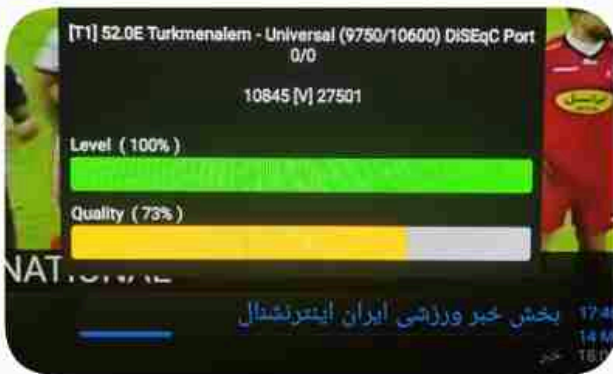 [T1] 52.0E Turkmenalem - Universal (9750/10600) DiSEqC Port
0/0
10845 [V] 27501
Level (100%)
Quality (73%)
بخش خبر ورزشی ایران اینترنشنال
خبر